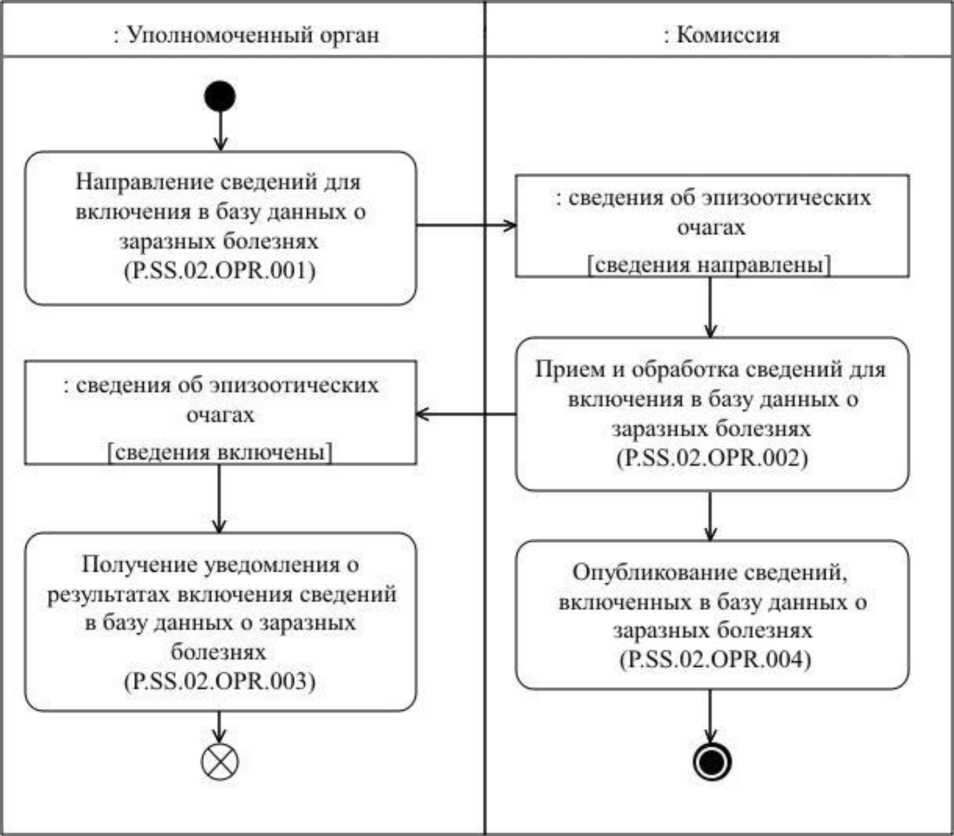 : Уполномоченный орган
: Комиссия
Направление сведений для
включения в базу данных о
заразных болезнях
(P.SS.02.OPR.001)
: сведения об эпизоотических
очагах
[сведения направлены]
Прием и обработка сведений для
включения в базу данных о
заразных болезнях
(P.SS.02.OPR.002)
: сведения об эпизоотических
очагах
[сведения включены]
Получение уведомления о
результатах включения сведений
в базу данных о заразных
болезнях
(P.SS.02.OPR.003)
Опубликование сведений,
включенных в базу данных о
заразных болезнях
(P.SS.02.OPR.004)